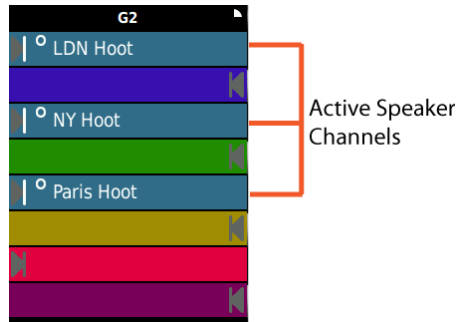 G2
LDN Hoot
NY Hoot
Active Speaker
Channels
Paris Hoot